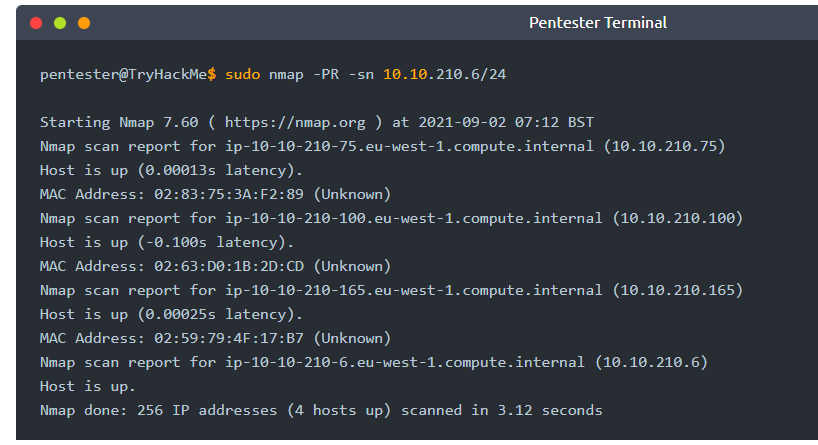 Pentester Terminal
pentester@TryHackMe$ sudo nmap -PR -sn 10.10.210.6/24
Starting Nmap 7.60 ( https://nmap.org ) at 2021-09-02 07:12 BST
Nmap scan report for ip-10-10-210-75.eu-west-1.compute.internal (10.10.210.75)
Host is up (0.00013s latency).
MAC Address: 02:83:75:3A:F2:89 (Unknown)
Nmap scan report for ip-10-10-210-100.eu-west-1.compute.internal (10.10.210.100)
Host is up (-0.100s latency).
MAC Address: 02:63:D0:1B:2D:CD (Unknown)
Nmap scan report for ip-10-10-210-165.eu-west-1.compute.internal (10.10.210.165)
Host is up (0.00025s latency).
MAC Address: 02:59:79:4F:17:B7 (Unknown)
Nmap scan report for ip-10-10-210-6.eu-west-1.compute.internal (10.10.210.6)
Host is up.
Nmap done: 256 IP addresses (4 hosts up) scanned in 3.12 seconds